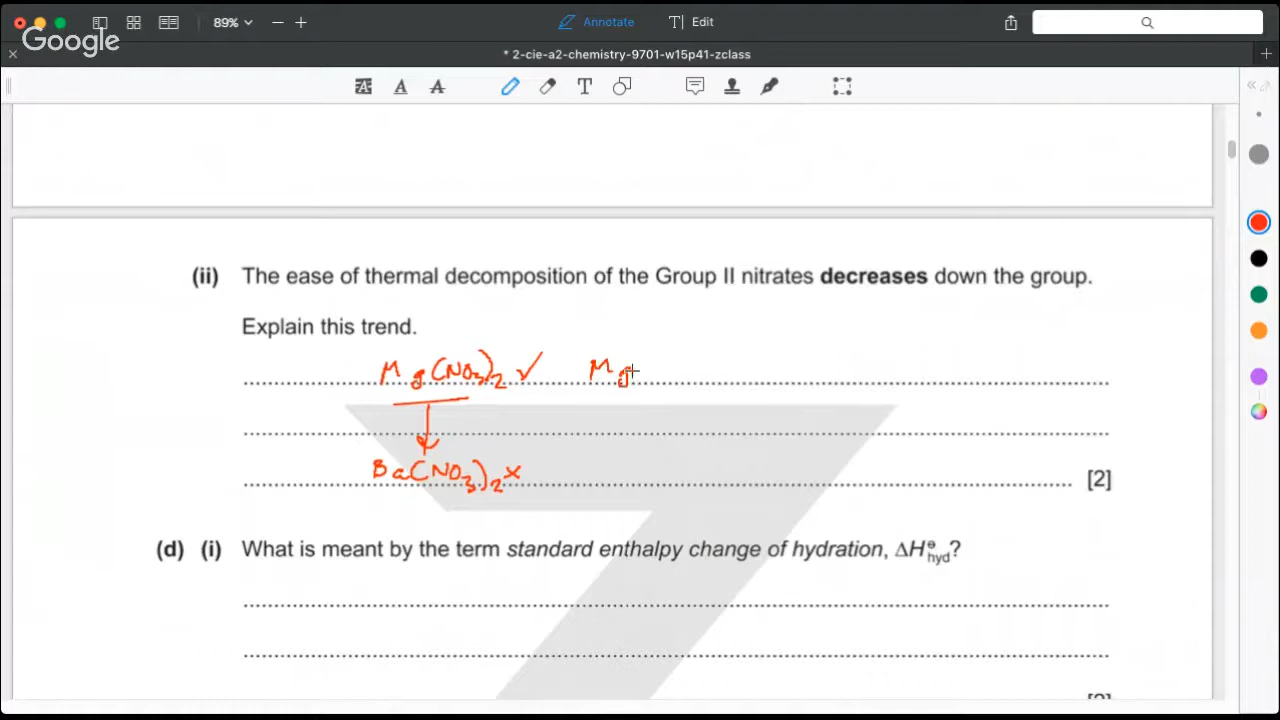 89%
Annotate
T| Edit
Google
* 2-cie-a2-chemistry-9701-w15p41-zclass
(ii) The ease of thermal decomposition of the Group II nitrates decreases down the group.
Explain this trend.
Mg(NO₃)₂ ✓ Mg
Ba(NO₃)₂ ×
[2]
(d) (i) What is meant by the term standard enthalpy change of hydration, ΔH⦵hyd?